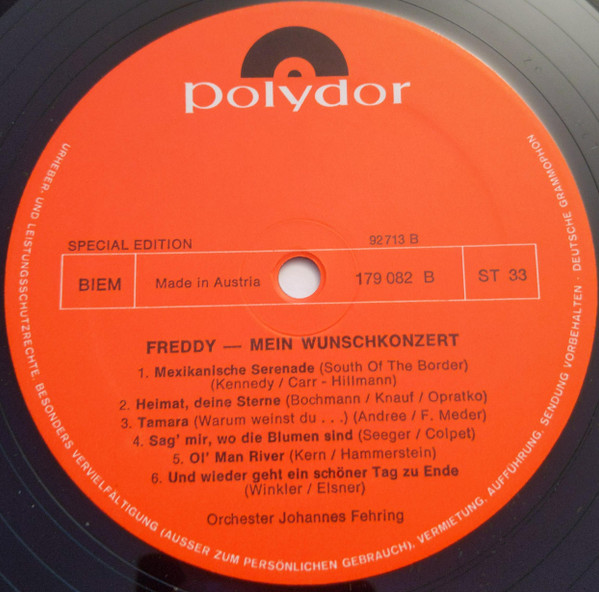 polydor
SPECIAL EDITION
92713 B
BIEM
Made in Austria
179 082 B
ST 33
FREDDY — MEIN WUNSCHKONZERT
1. Mexikanische Serenade (South Of The Border)
(Kennedy / Carr - Hillmann)
2. Heimat, deine Sterne (Bochmann / Knauf / Opratko)
3. Tamara (Warum weinst du . . .) (Andree / F. Meder)
4. Sag' mir, wo die Blumen sind (Seeger / Colpet)
5. Ol' Man River (Kern / Hammerstein)
6. Und wieder geht ein schöner Tag zu Ende
(Winkler / Elsner)
Orchester Johannes Fehring
URHEBER- UND LEISTUNGSSCHUTZRECHTE, BESONDERS VERVIELFÄLTIGUNG (AUSSER ZUM PERSÖNLICHEN GEBRAUCH), VERMIETUNG, AUFFÜHRUNG, SENDUNG VORBEHALTEN · DEUTSCHE GRAMMOPHON